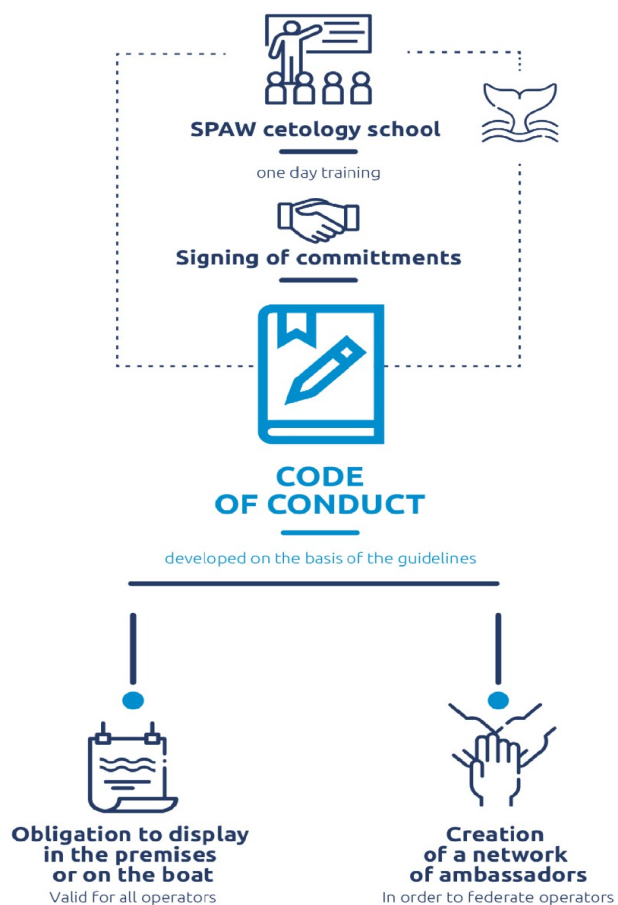 SPAW cetology school
one day training
Signing of committments
CODE
OF CONDUCT
developed on the basis of the guidelines
Obligation to display
in the premises
or on the boat
Valid for all operators
Creation
of a network
of ambassadors
In order to federate operators